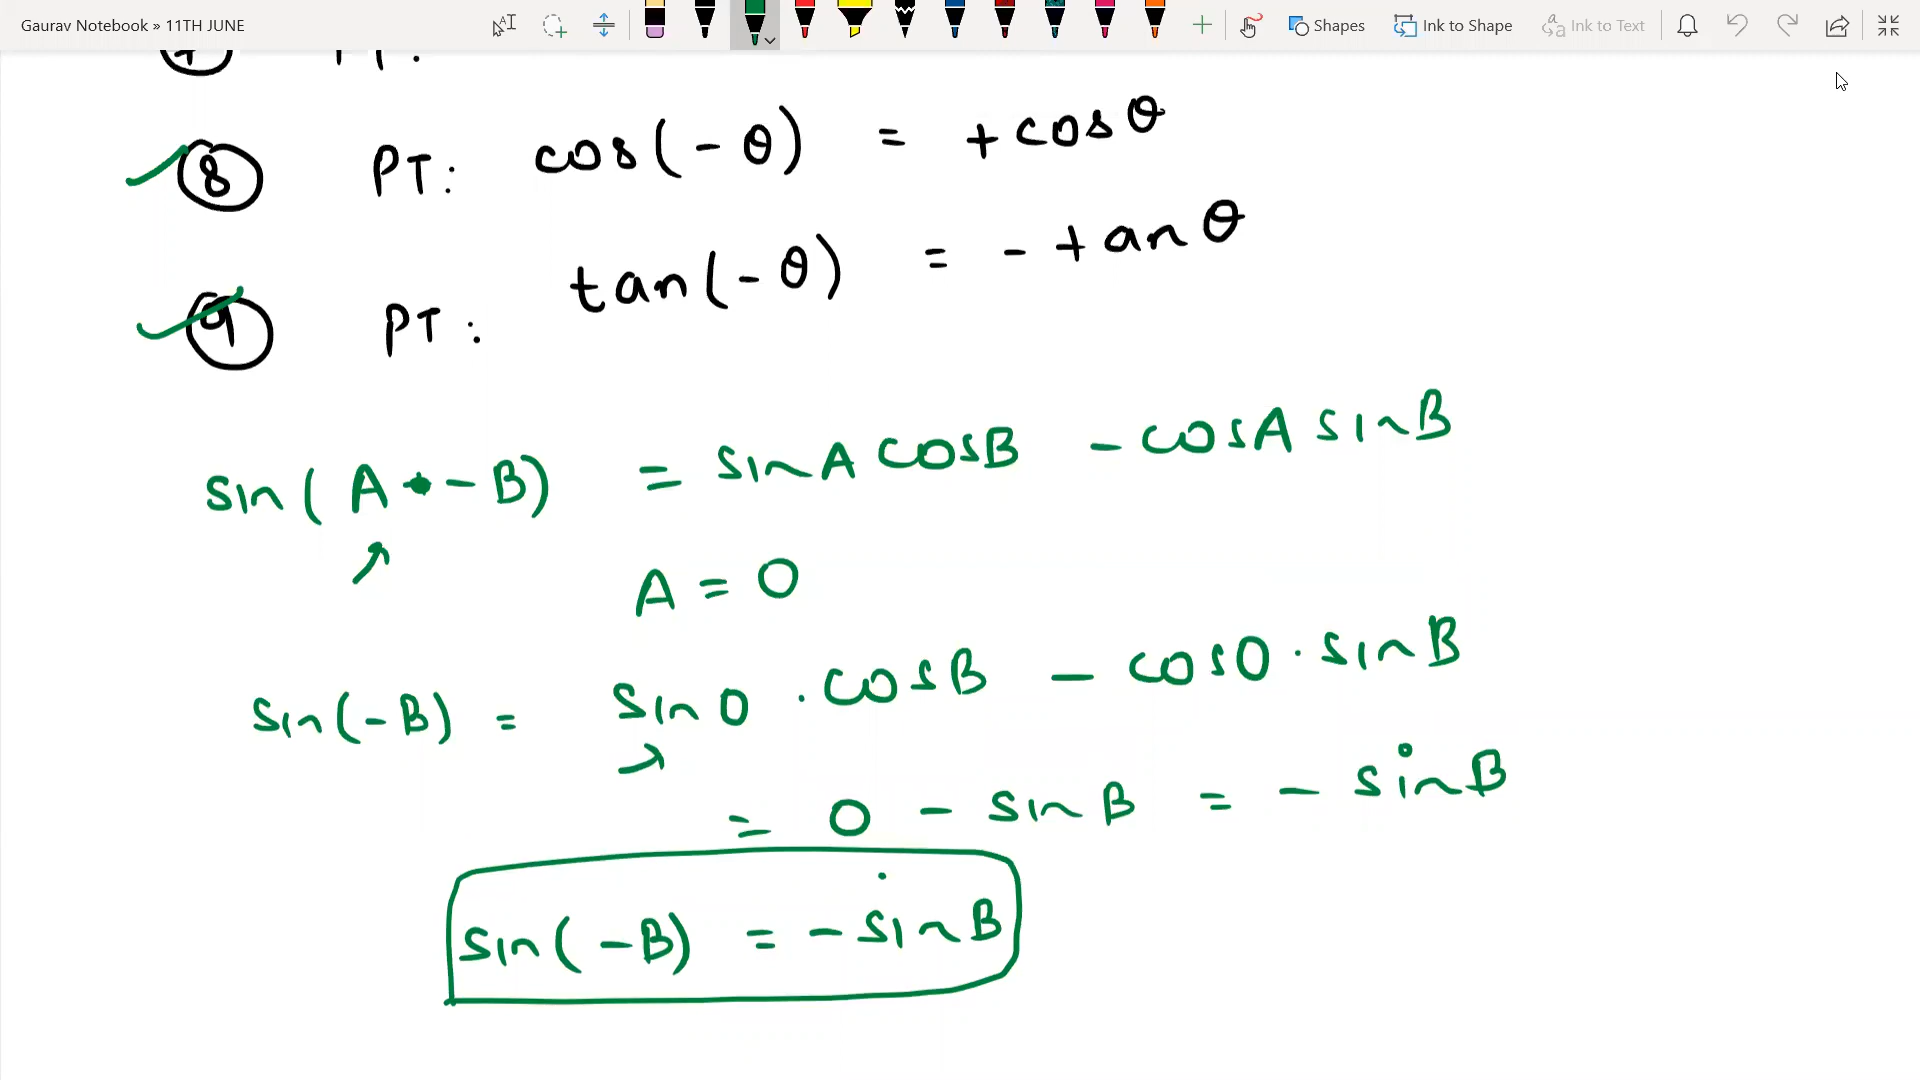 Gaurav Notebook » 11TH JUNE Shapes Ink to Shape Ink to Text
PT:
8 PT: cos(-θ) = +cosθ
9 PT: tan(-θ) = -tanθ
sin(A - B) = sinA cosB - cosA sinB
A = 0
sin(-B) = sin0 · cosB - cos0 · sinB
= 0 - sinB = - sinB
sin(-B) = - sinB